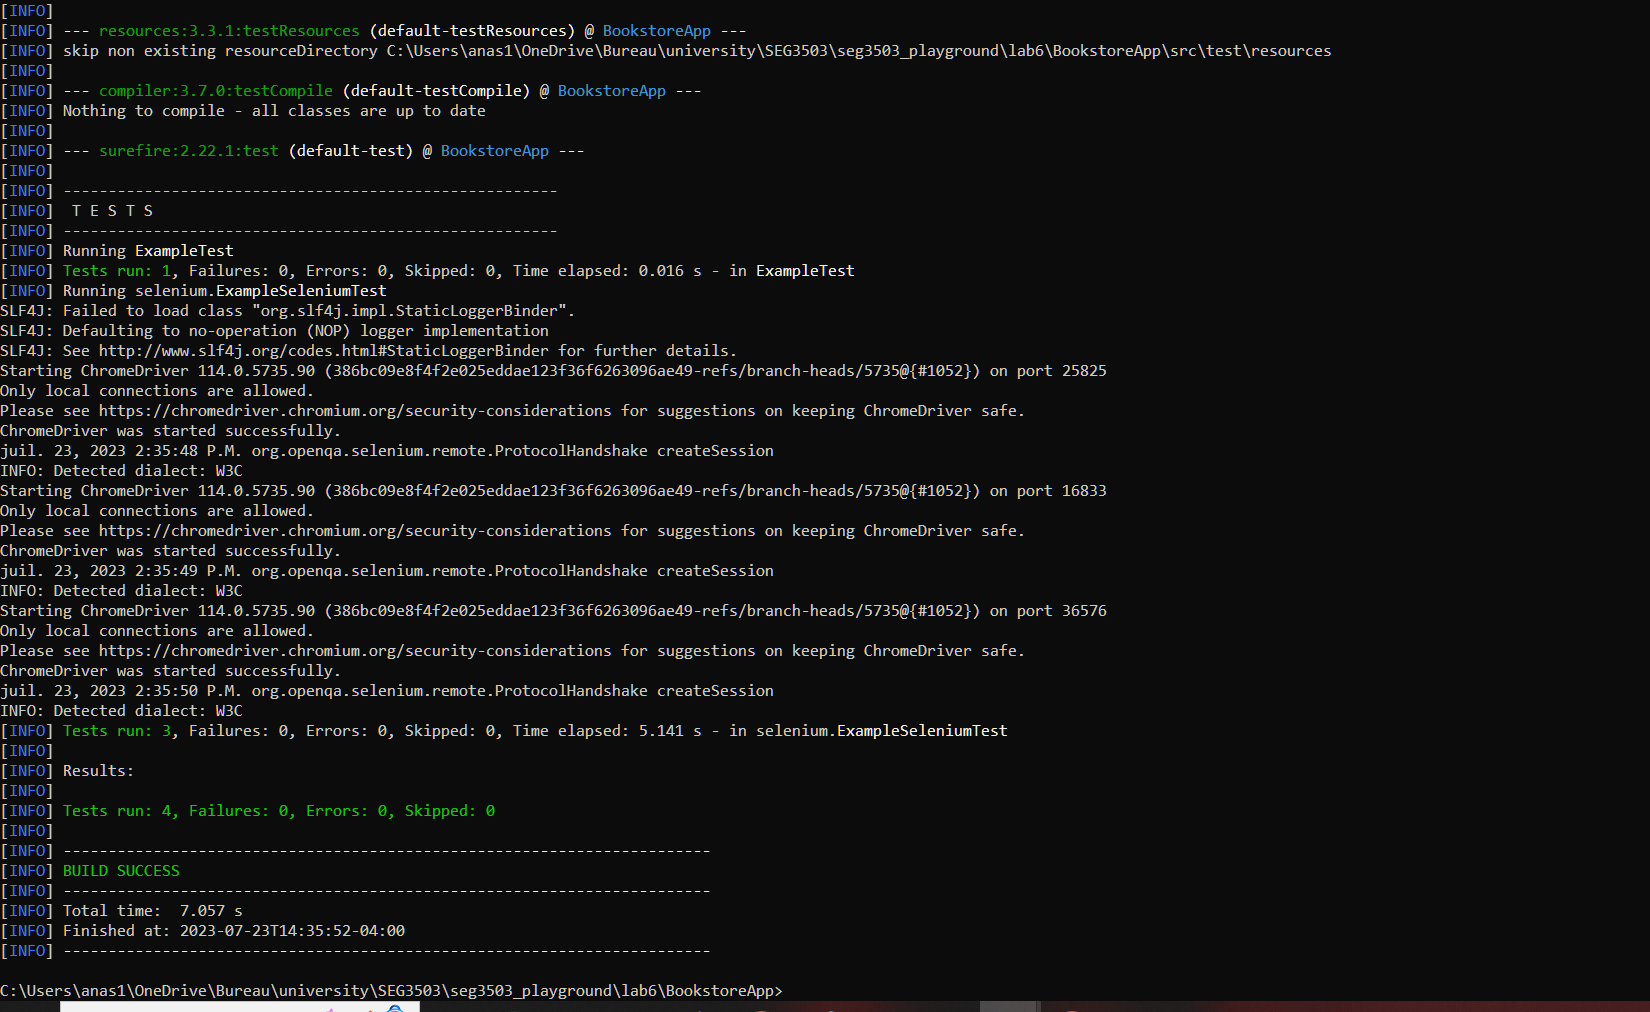 [INFO]
[INFO] --- resources:3.3.1:testResources (default-testResources) @ BookstoreApp ---
[INFO] skip non existing resourceDirectory C:\Users\anas1\OneDrive\Bureau\university\SEG3503\seg3503_playground\lab6\BookstoreApp\src\test\resources
[INFO]
[INFO] --- compiler:3.7.0:testCompile (default-testCompile) @ BookstoreApp ---
[INFO] Nothing to compile - all classes are up to date
[INFO]
[INFO] --- surefire:2.22.1:test (default-test) @ BookstoreApp ---
[INFO]
[INFO] -------------------------------------------------------
[INFO]  T E S T S
[INFO] -------------------------------------------------------
[INFO] Running ExampleTest
[INFO] Tests run: 1, Failures: 0, Errors: 0, Skipped: 0, Time elapsed: 0.016 s - in ExampleTest
[INFO] Running selenium.ExampleSeleniumTest
SLF4J: Failed to load class "org.slf4j.impl.StaticLoggerBinder".
SLF4J: Defaulting to no-operation (NOP) logger implementation
SLF4J: See http://www.slf4j.org/codes.html#StaticLoggerBinder for further details.
Starting ChromeDriver 114.0.5735.90 (386bc09e8f4f2e025eddae123f36f6263096ae49-refs/branch-heads/5735@{#1052}) on port 25825
Only local connections are allowed.
Please see https://chromedriver.chromium.org/security-considerations for suggestions on keeping ChromeDriver safe.
ChromeDriver was started successfully.
juil. 23, 2023 2:35:48 P.M. org.openqa.selenium.remote.ProtocolHandshake createSession
INFO: Detected dialect: W3C
Starting ChromeDriver 114.0.5735.90 (386bc09e8f4f2e025eddae123f36f6263096ae49-refs/branch-heads/5735@{#1052}) on port 16833
Only local connections are allowed.
Please see https://chromedriver.chromium.org/security-considerations for suggestions on keeping ChromeDriver safe.
ChromeDriver was started successfully.
juil. 23, 2023 2:35:49 P.M. org.openqa.selenium.remote.ProtocolHandshake createSession
INFO: Detected dialect: W3C
Starting ChromeDriver 114.0.5735.90 (386bc09e8f4f2e025eddae123f36f6263096ae49-refs/branch-heads/5735@{#1052}) on port 36576
Only local connections are allowed.
Please see https://chromedriver.chromium.org/security-considerations for suggestions on keeping ChromeDriver safe.
ChromeDriver was started successfully.
juil. 23, 2023 2:35:50 P.M. org.openqa.selenium.remote.ProtocolHandshake createSession
INFO: Detected dialect: W3C
[INFO] Tests run: 3, Failures: 0, Errors: 0, Skipped: 0, Time elapsed: 5.141 s - in selenium.ExampleSeleniumTest
[INFO]
[INFO] Results:
[INFO]
[INFO] Tests run: 4, Failures: 0, Errors: 0, Skipped: 0
[INFO]
[INFO] ------------------------------------------------------------------------
[INFO] BUILD SUCCESS
[INFO] ------------------------------------------------------------------------
[INFO] Total time:  7.057 s
[INFO] Finished at: 2023-07-23T14:35:52-04:00
[INFO] ------------------------------------------------------------------------
C:\Users\anas1\OneDrive\Bureau\university\SEG3503\seg3503_playground\lab6\BookstoreApp>